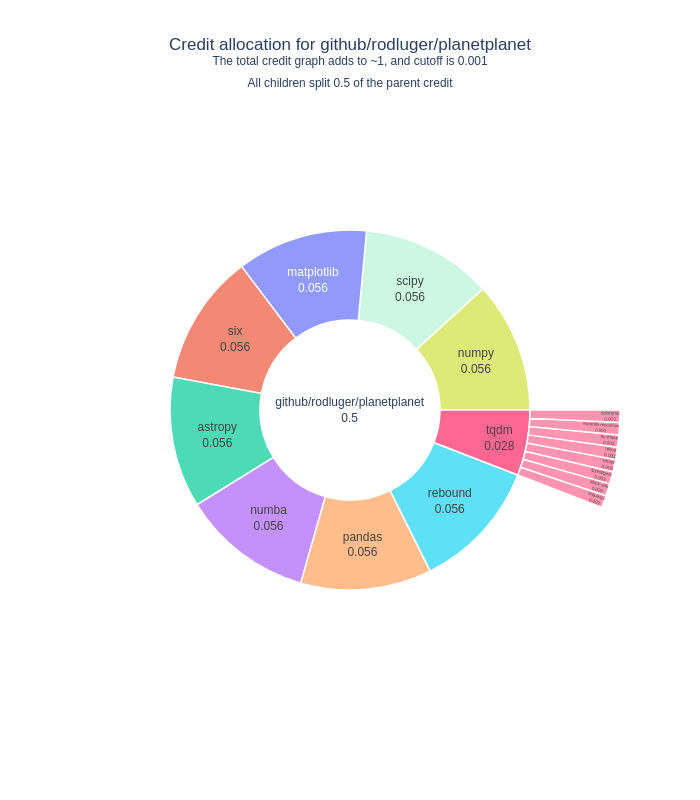 Credit allocation for github/rodluger/planetplanet
The total credit graph adds to ~1, and cutoff is 0.001
All children split 0.5 of the parent credit
matplotlib
0.056
scipy
0.056
six
0.056
numpy
0.056
github/rodluger/planetplanet
0.5
astropy
0.056
tqdm
0.028
rebound
0.056
numba
0.056
pandas
0.056